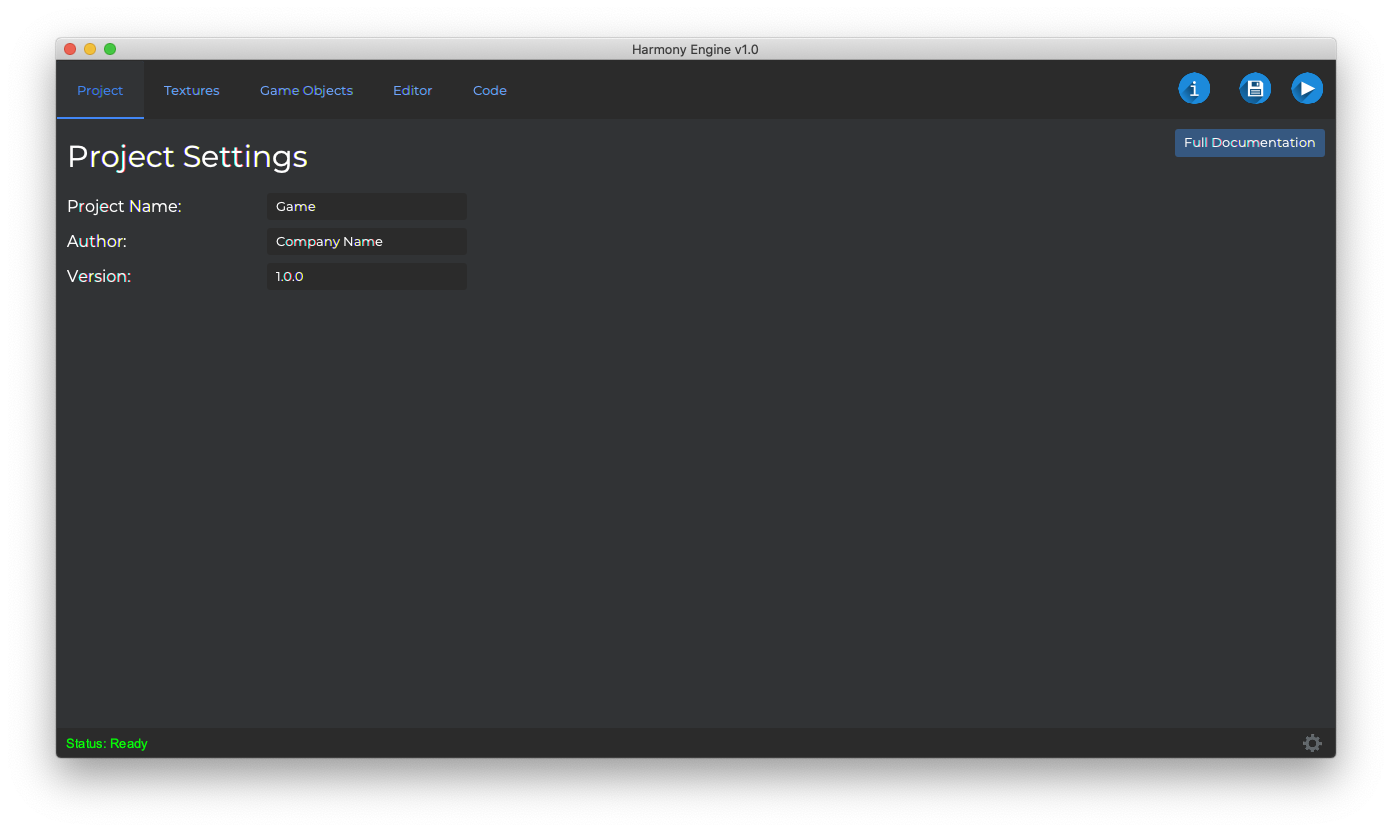 Harmony Engine v1.0
Project Textures Game Objects Editor Code
Full Documentation
Project Settings
Project Name: Game
Author: Company Name
Version: 1.0.0
Status: Ready